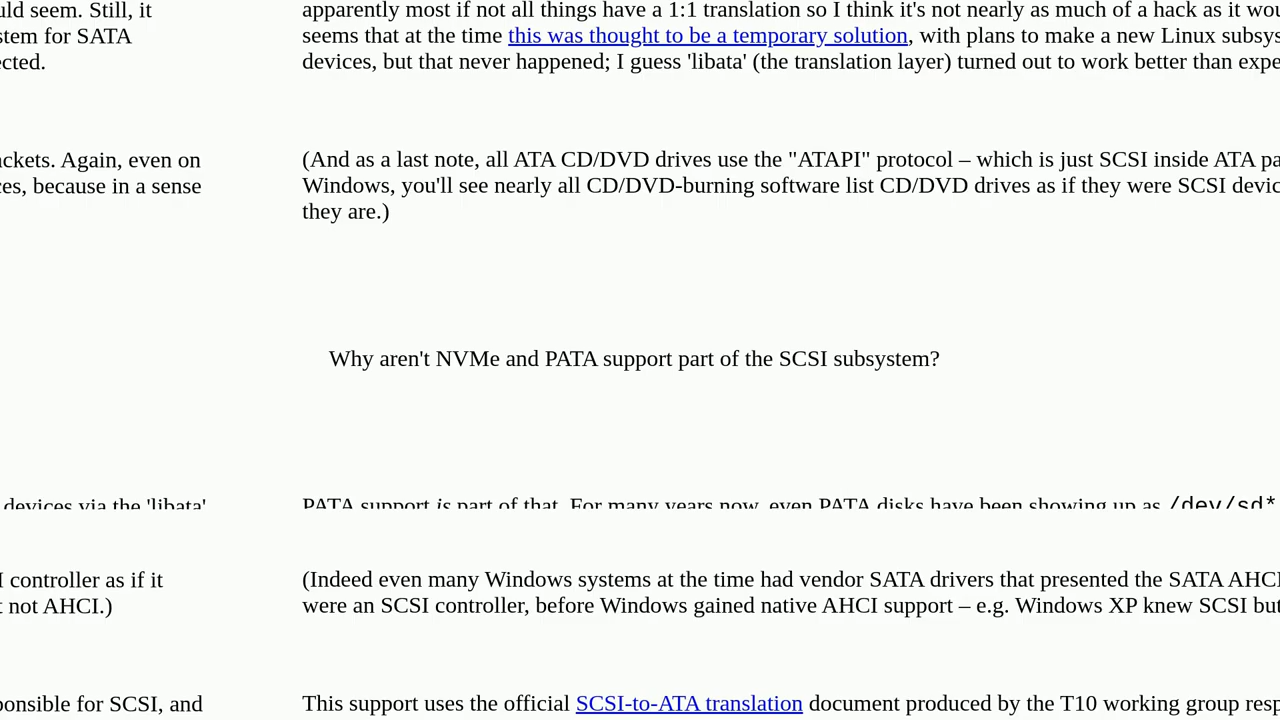 uld seem. Still, it apparently most if not all things have a 1:1 translation so I think it's not nearly as much of a hack as it wou
stem for SATA seems that at the time this was thought to be a temporary solution, with plans to make a new Linux subsys
ected. devices, but that never happened; I guess 'libata' (the translation layer) turned out to work better than expe
ackets. Again, even on (And as a last note, all ATA CD/DVD drives use the "ATAPI" protocol – which is just SCSI inside ATA pa
ces, because in a sense Windows, you'll see nearly all CD/DVD-burning software list CD/DVD drives as if they were SCSI devic
they are.)
Why aren't NVMe and PATA support part of the SCSI subsystem?
devices via the 'libata' PATA support is part of that. For many years now, even PATA disks have been showing up as /dev/sd*
I controller as if it (Indeed even many Windows systems at the time had vendor SATA drivers that presented the SATA AHCI
t not AHCI.) were an SCSI controller, before Windows gained native AHCI support – e.g. Windows XP knew SCSI but
ponsible for SCSI, and This support uses the official SCSI-to-ATA translation document produced by the T10 working group resp